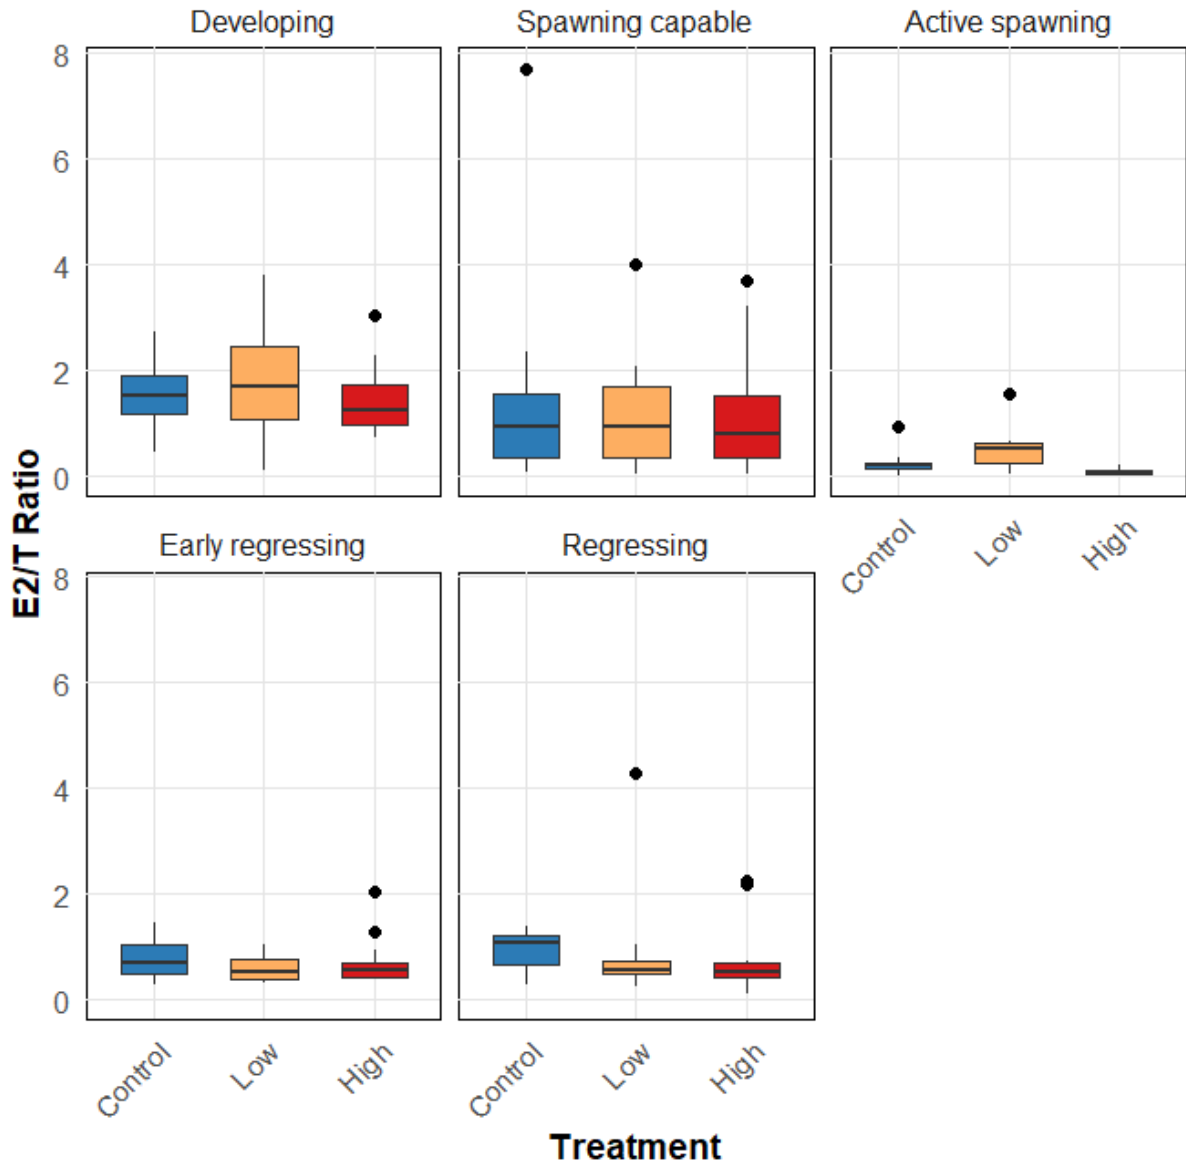 Developing
Spawning capable
Active spawning
8
6
4
2
0
Control
Low
High
Early regressing
Regressing
8
6
4
2
0
Control
Low
High
Control
Low
High
E2/T Ratio
Treatment